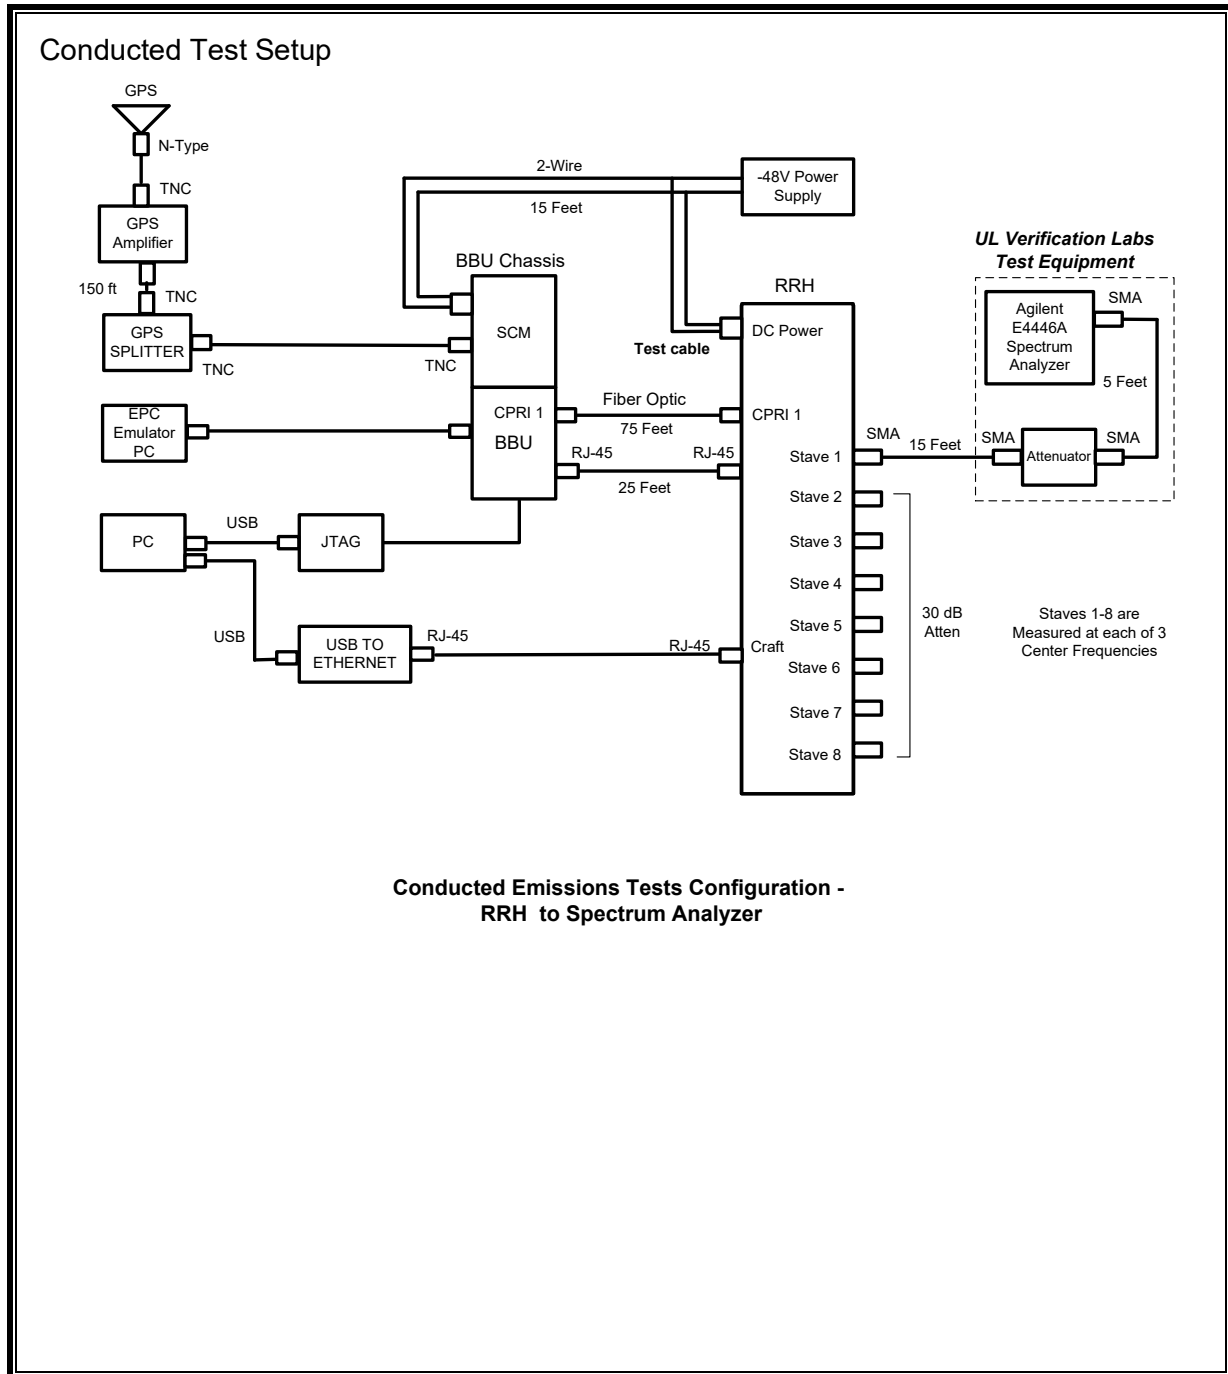 Conducted Test Setup
GPS
N-Type
TNC
GPS
Amplifier
150 ft
TNC
GPS
SPLITTER
TNC
EPC
Emulator
PC
PC
USB
JTAG
USB
USB TO
ETHERNET
RJ-45
2-Wire
15 Feet
BBU Chassis
SCM
TNC
CPRI 1
BBU
Fiber Optic
75 Feet
RJ-45
RJ-45
25 Feet
-48V Power
Supply
RRH
DC Power
Test cable
CPRI 1
Stave 1
Stave 2
Stave 3
Stave 4
Stave 5
RJ-45
Craft
Stave 6
Stave 7
Stave 8
30 dB
Atten
SMA
15 Feet
UL Verification Labs
Test Equipment
Agilent
E4446A
Spectrum
Analyzer
SMA
5 Feet
SMA
Attenuator
SMA
Staves 1-8 are
Measured at each of 3
Center Frequencies
Conducted Emissions Tests Configuration -
RRH to Spectrum Analyzer